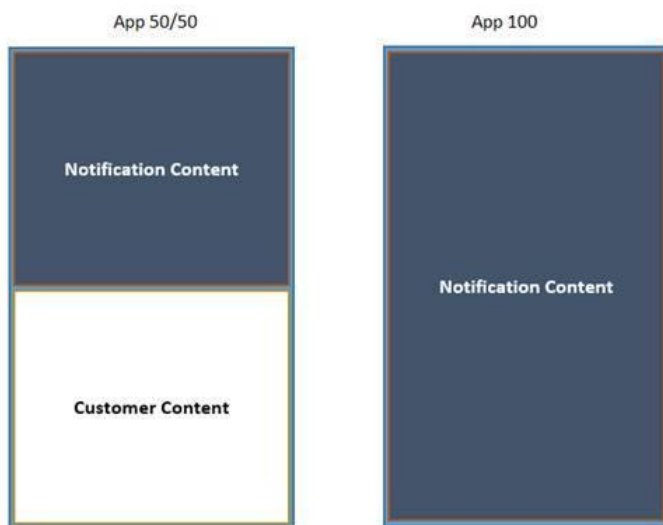 App 50/50
App 100
Notification Content
Customer Content
Notification Content